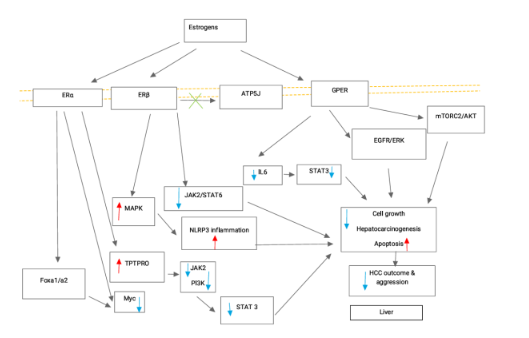 Estrogens
ERα
ERβ
ATP5J
GPER
mTORC2/AKT
EGFR/ERK
IL6
STAT3
JAK2/STAT6
MAPK
Cell growth
Hepatocarcinogenesis
Apoptosis
NLRP3 inflammation
TPTPRO
JAK2
PI3K
Foxa1/a2
HCC outcome &
aggression
Myc
STAT 3
Liver